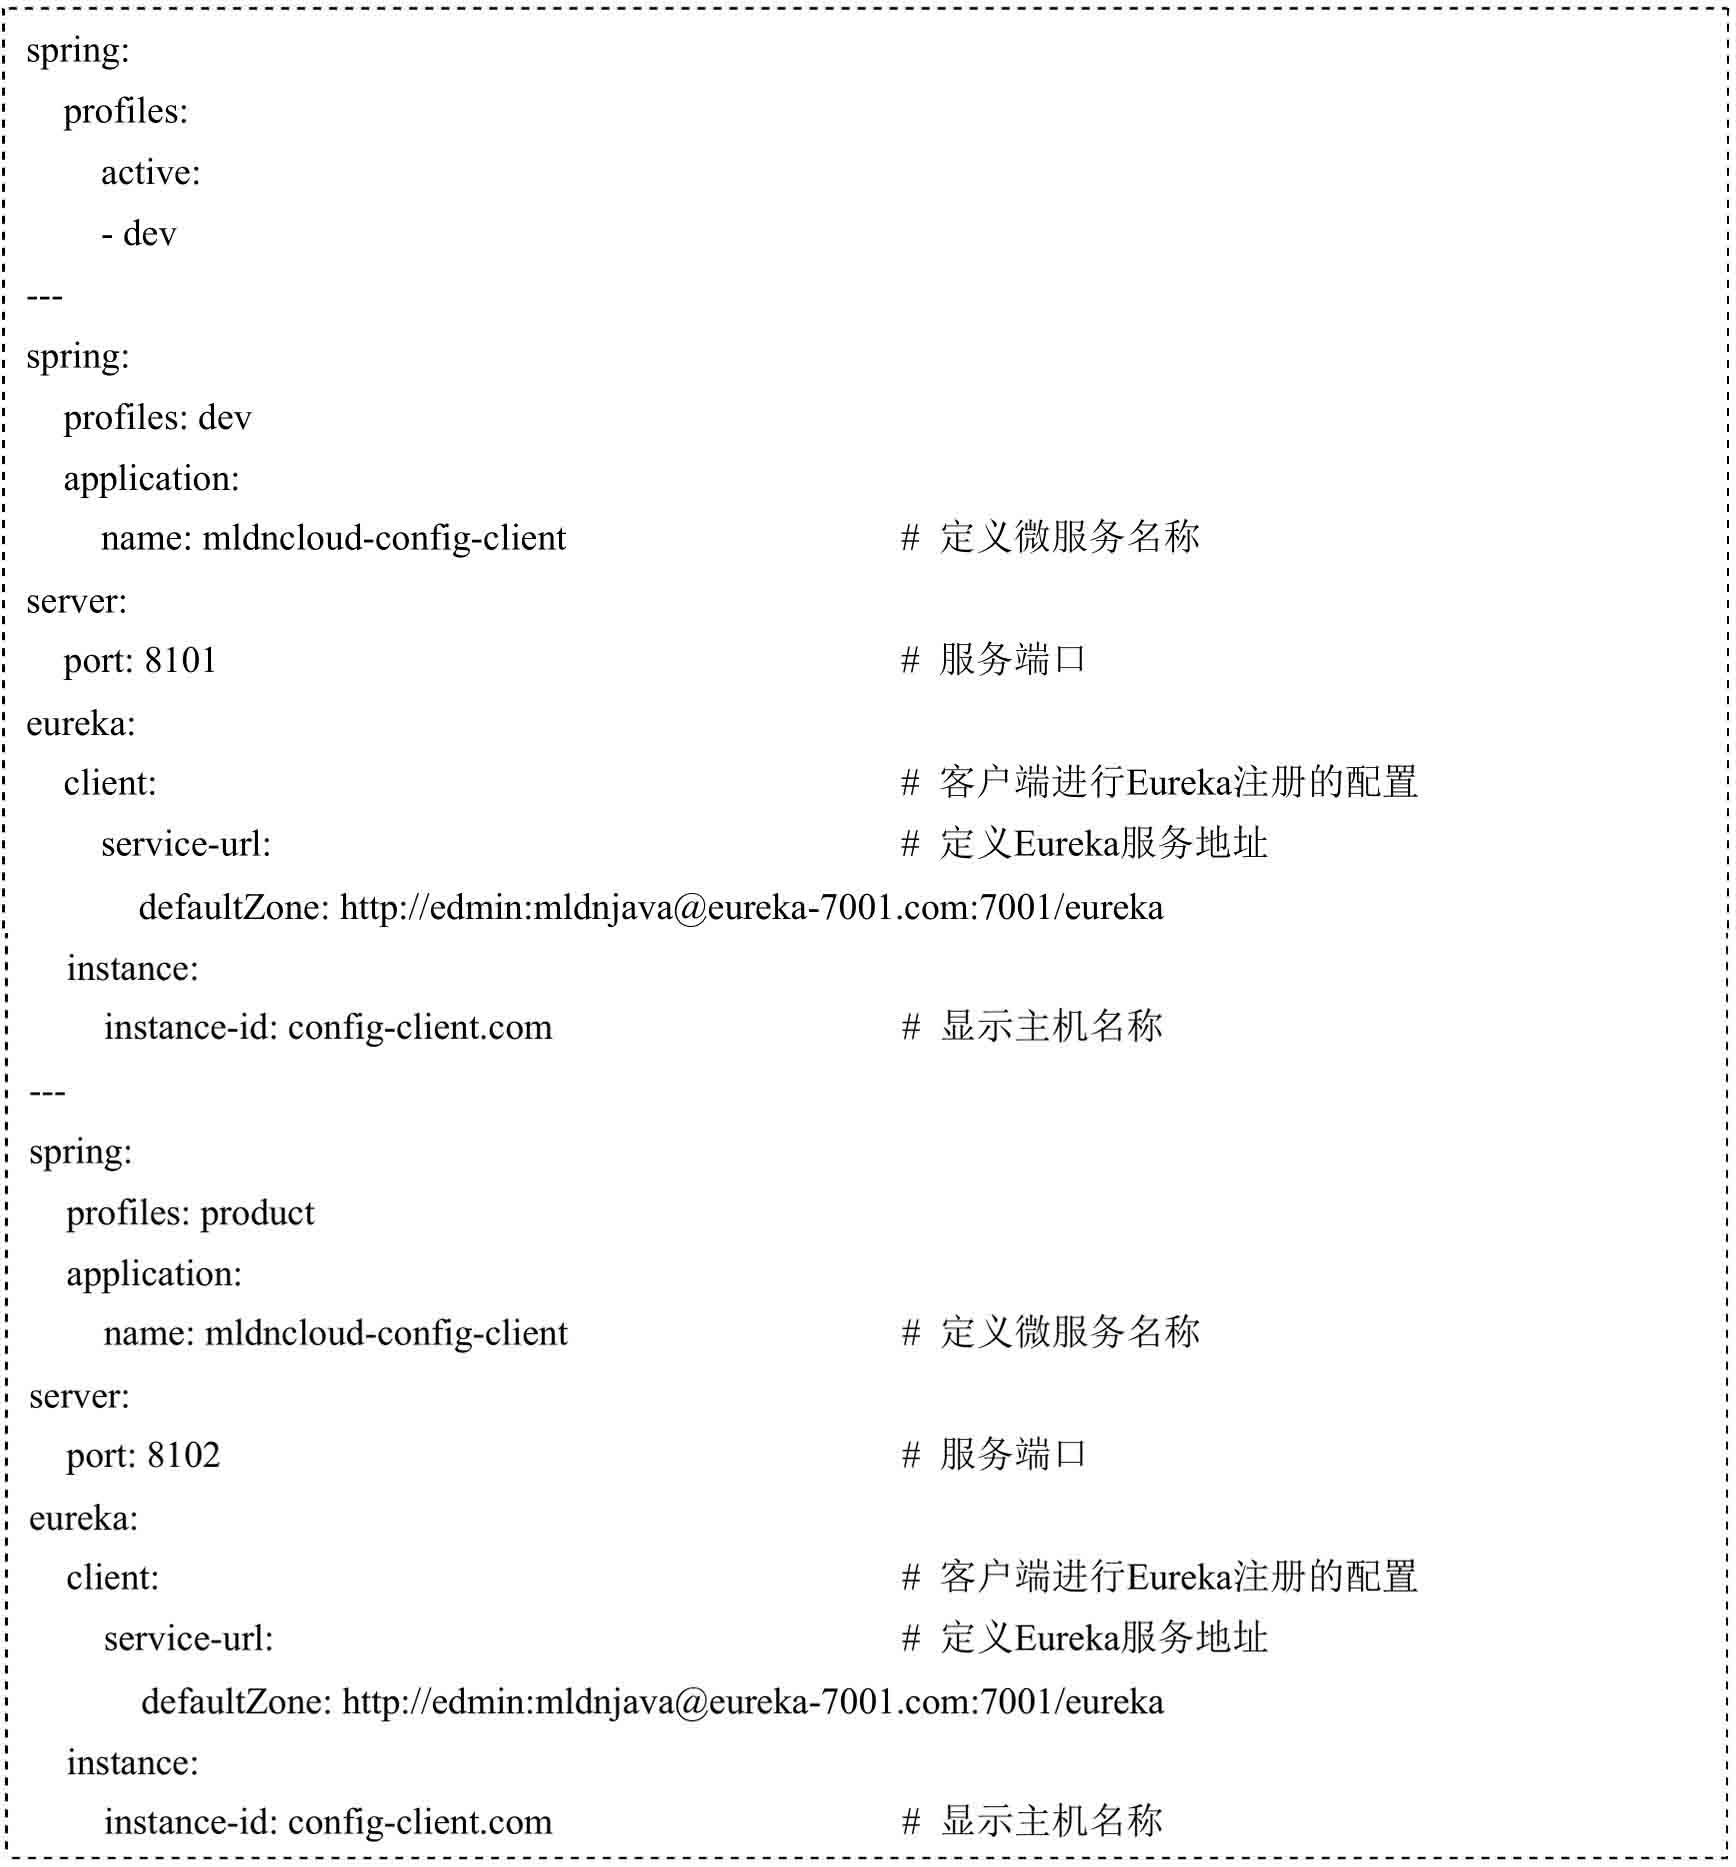 spring:
profiles:
active:
- dev
---
spring:
profiles: dev
application:
name: mldncloud-config-client # 定义微服务名称
server:
port: 8101 # 服务端口
eureka:
client: # 客户端进行Eureka注册的配置
service-url: # 定义Eureka服务地址
defaultZone: http://edmin:mldnjava@eureka-7001.com:7001/eureka
instance:
instance-id: config-client.com # 显示主机名称
---
spring:
profiles: product
application:
name: mldncloud-config-client # 定义微服务名称
server:
port: 8102 # 服务端口
eureka:
client: # 客户端进行Eureka注册的配置
service-url: # 定义Eureka服务地址
defaultZone: http://edmin:mldnjava@eureka-7001.com:7001/eureka
instance:
instance-id: config-client.com # 显示主机名称